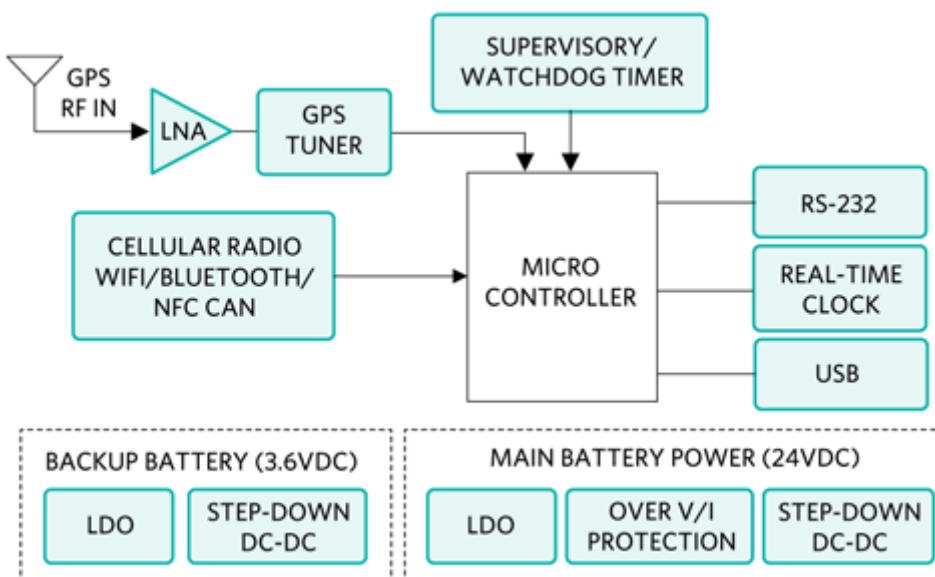 GPS
RF IN
LNA
GPS
TUNER
SUPERVISORY/
WATCHDOG TIMER
CELLULAR RADIO
WIFI/BLUETOOTH/
NFC CAN
MICRO
CONTROLLER
RS-232
REAL-TIME
CLOCK
USB
BACKUP BATTERY (3.6VDC)
LDO
STEP-DOWN
DC-DC
MAIN BATTERY POWER (24VDC)
LDO
OVER V/I
PROTECTION
STEP-DOWN
DC-DC